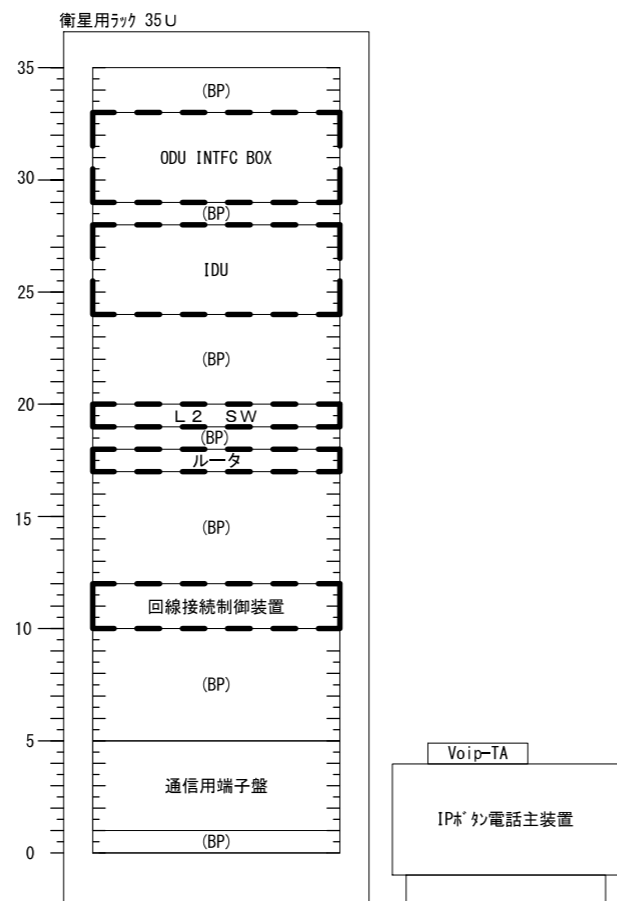 衛星用ﾗｯｸ 35U
35
(BP)
ODU INTFC BOX
30
(BP)
IDU
25
(BP)
20
L2 SW
(BP)
ルータ
15
(BP)
回線接続制御装置
10
(BP)
5
通信用端子盤
(BP)
0
Voip-TA
IPﾎﾞﾀﾝ電話主装置